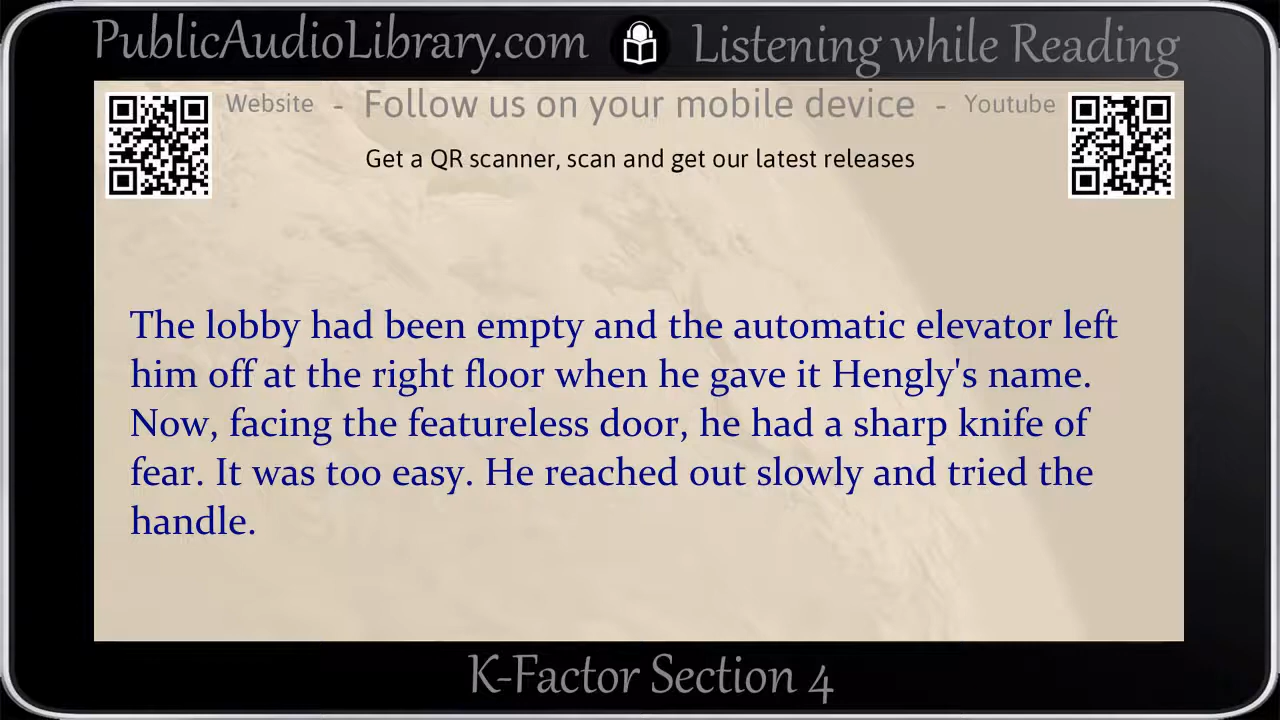 PublicAudioLibrary.com Listening while Reading
Website - Follow us on your mobile device - Youtube
Get a QR scanner, scan and get our latest releases
The lobby had been empty and the automatic elevator left
him off at the right floor when he gave it Hengly's name.
Now, facing the featureless door, he had a sharp knife of
fear. It was too easy. He reached out slowly and tried the
handle.
K-Factor Section 4